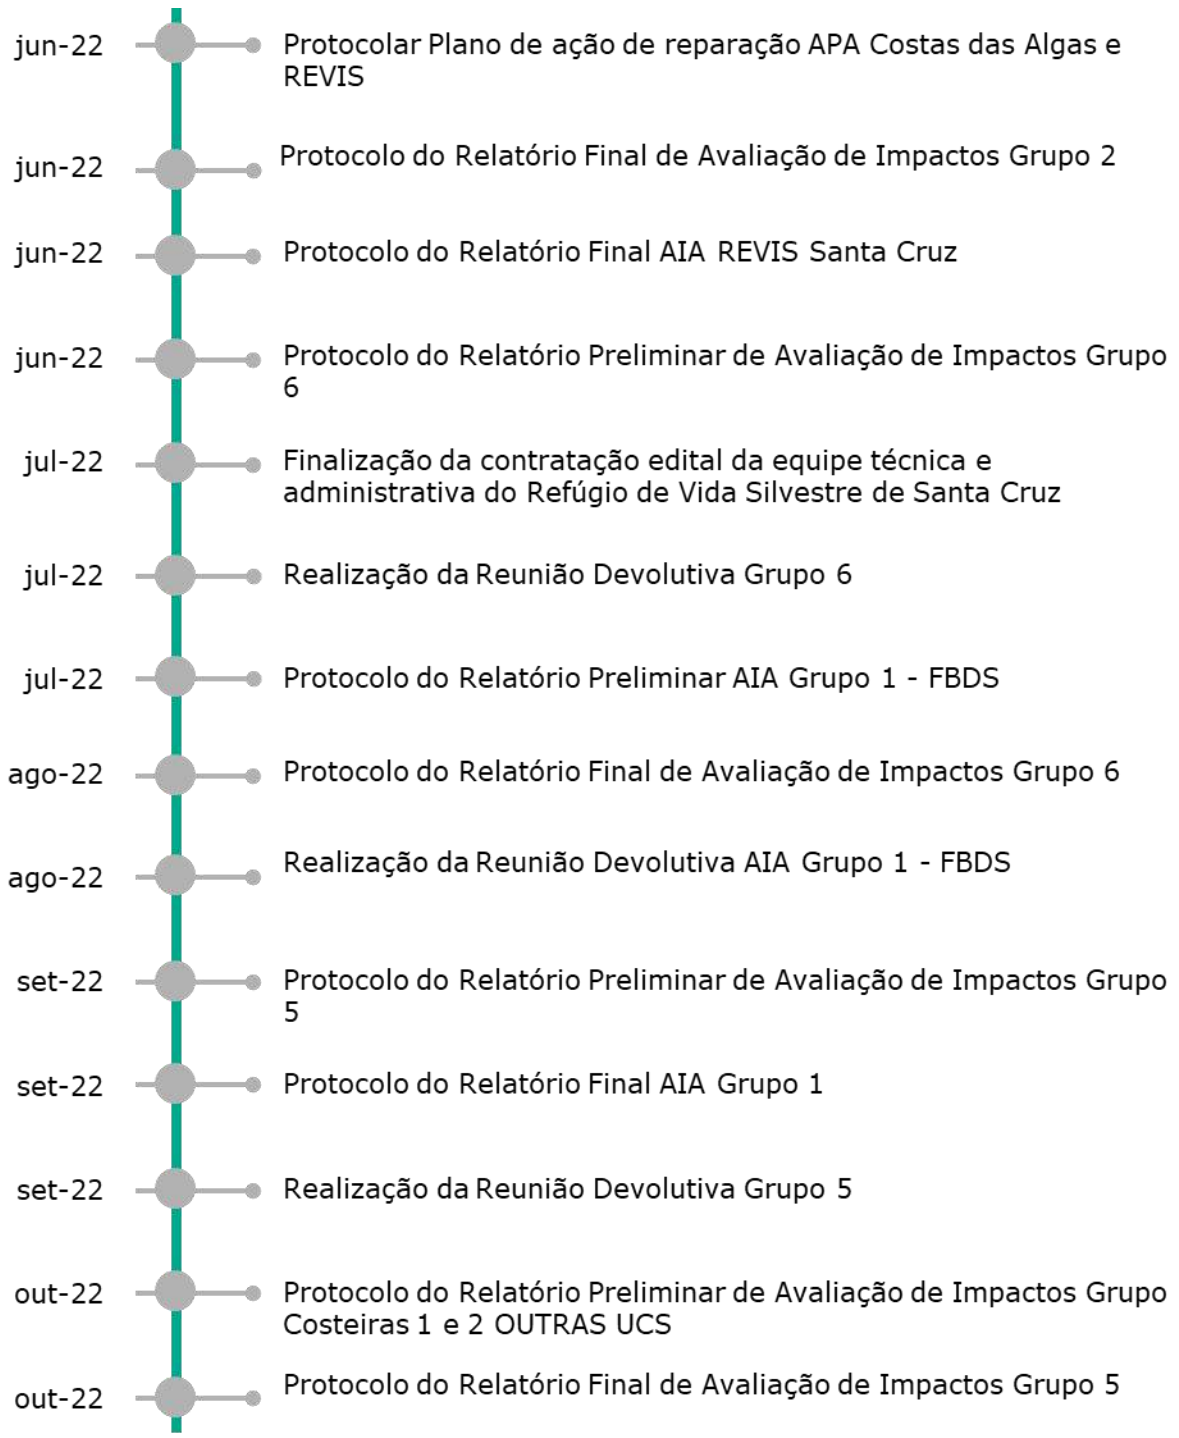 jun-22 Protocolar Plano de ação de reparação APA Costas das Algas e
REVIS
jun-22 Protocolo do Relatório Final de Avaliação de Impactos Grupo 2
jun-22 Protocolo do Relatório Final AIA REVIS Santa Cruz
jun-22 Protocolo do Relatório Preliminar de Avaliação de Impactos Grupo
6
jul-22 Finalização da contratação edital da equipe técnica e
administrativa do Refúgio de Vida Silvestre de Santa Cruz
jul-22 Realização da Reunião Devolutiva Grupo 6
jul-22 Protocolo do Relatório Preliminar AIA Grupo 1 - FBDS
ago-22 Protocolo do Relatório Final de Avaliação de Impactos Grupo 6
ago-22 Realização da Reunião Devolutiva AIA Grupo 1 - FBDS
set-22 Protocolo do Relatório Preliminar de Avaliação de Impactos Grupo
5
set-22 Protocolo do Relatório Final AIA Grupo 1
set-22 Realização da Reunião Devolutiva Grupo 5
out-22 Protocolo do Relatório Preliminar de Avaliação de Impactos Grupo
Costeiras 1 e 2 OUTRAS UCS
out-22 Protocolo do Relatório Final de Avaliação de Impactos Grupo 5